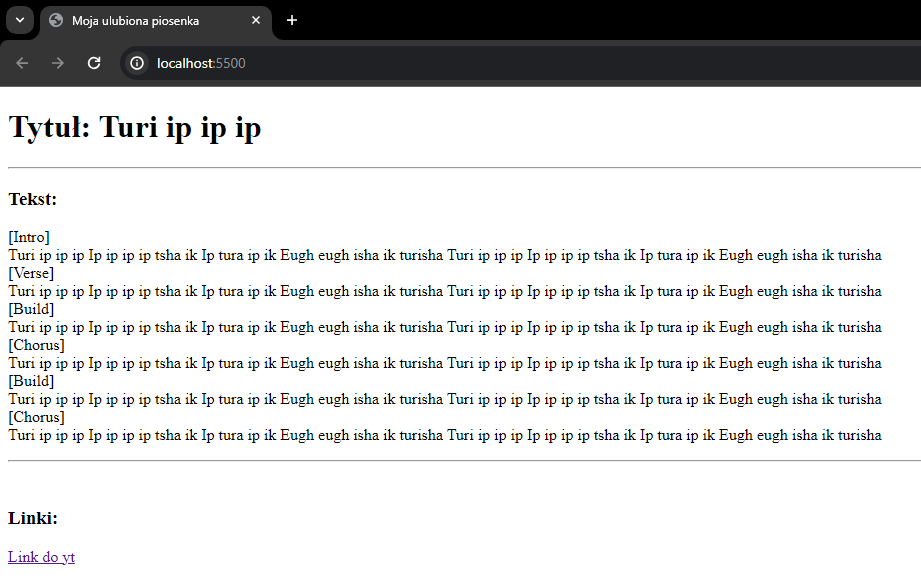 Moja ulubiona piosenka
localhost:5500
Tytuł: Turi ip ip ip
Tekst:
[Intro]
Turi ip ip ip Ip ip ip ip tsha ik Ip tura ip ik Eugh eugh isha ik turisha Turi ip ip ip Ip ip ip ip tsha ik Ip tura ip ik Eugh eugh isha ik turisha
[Verse]
Turi ip ip ip Ip ip ip ip tsha ik Ip tura ip ik Eugh eugh isha ik turisha Turi ip ip ip Ip ip ip ip tsha ik Ip tura ip ik Eugh eugh isha ik turisha
[Build]
Turi ip ip ip Ip ip ip ip tsha ik Ip tura ip ik Eugh eugh isha ik turisha Turi ip ip ip Ip ip ip ip tsha ik Ip tura ip ik Eugh eugh isha ik turisha
[Chorus]
Turi ip ip ip Ip ip ip ip tsha ik Ip tura ip ik Eugh eugh isha ik turisha Turi ip ip ip Ip ip ip ip tsha ik Ip tura ip ik Eugh eugh isha ik turisha
[Build]
Turi ip ip ip Ip ip ip ip tsha ik Ip tura ip ik Eugh eugh isha ik turisha Turi ip ip ip Ip ip ip ip tsha ik Ip tura ip ik Eugh eugh isha ik turisha
[Chorus]
Turi ip ip ip Ip ip ip ip tsha ik Ip tura ip ik Eugh eugh isha ik turisha Turi ip ip ip Ip ip ip ip tsha ik Ip tura ip ik Eugh eugh isha ik turisha
Linki:
Link do yt